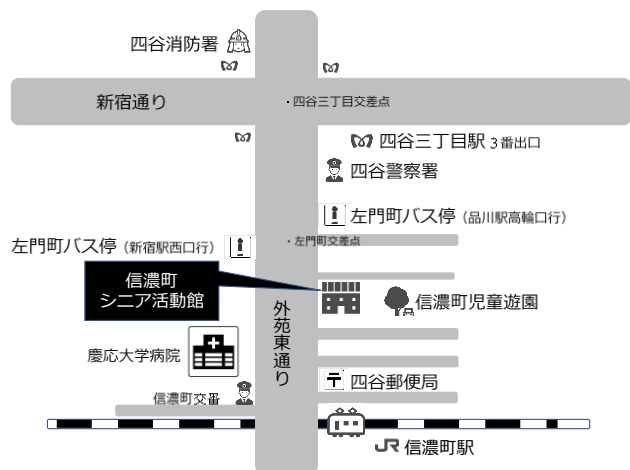 四谷消防署
新宿通り
・四谷三丁目交差点
四谷三丁目駅 3番出口
四谷警察署
左門町バス停（品川駅高輪口行）
左門町バス停（新宿駅西口行）
・左門町交差点
信濃町
シニア活動館
信濃町児童遊園
外苑東通り
慶応大学病院
四谷郵便局
信濃町交番
JR 信濃町駅